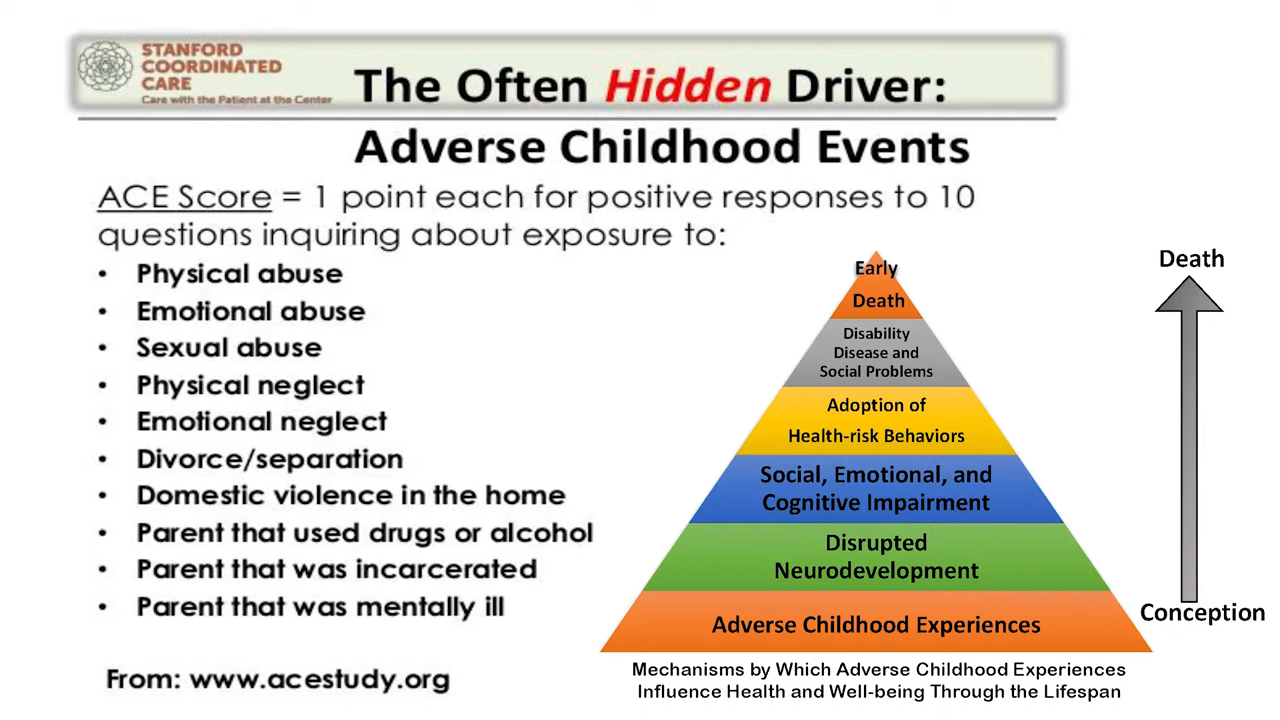 STANFORD
COORDINATED
CARE
Care with the Patient at the Center
The Often Hidden Driver:
Adverse Childhood Events
ACE Score = 1 point each for positive responses to 10
questions inquiring about exposure to:
• Physical abuse
• Emotional abuse
• Sexual abuse
• Physical neglect
• Emotional neglect
• Divorce/separation
• Domestic violence in the home
• Parent that used drugs or alcohol
• Parent that was incarcerated
• Parent that was mentally ill
From: www.acestudy.org
Early
Death
Disability
Disease and
Social Problems
Adoption of
Health-risk Behaviors
Social, Emotional, and
Cognitive Impairment
Disrupted
Neurodevelopment
Adverse Childhood Experiences
Mechanisms by Which Adverse Childhood Experiences
Influence Health and Well-being Through the Lifespan
Death
Conception